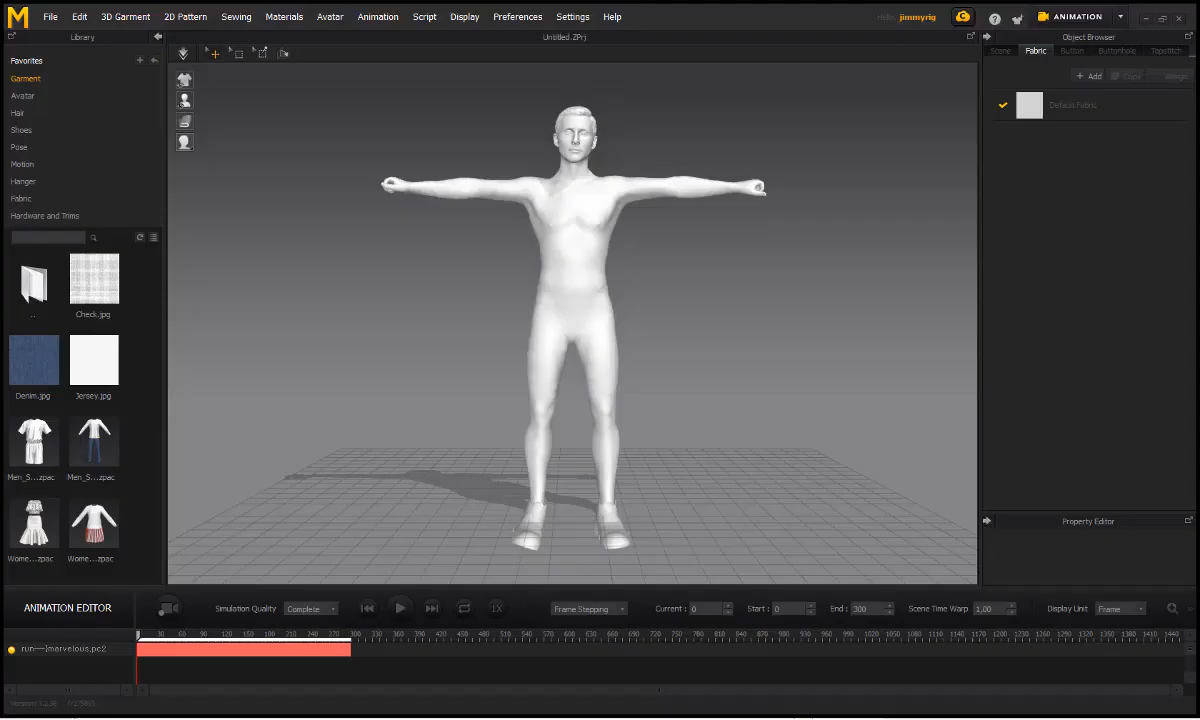 M File Edit 3D Garment 2D Pattern Sewing Materials Avatar Animation Script Display Preferences Settings Help jimmyrig ANIMATION
Library
Untitled.ZPrj
Object Browser
Favorites
Scene Fabric Button Buttonhole Topstitch
Garment
Add Copy Assign
Avatar
Default Fabric
Hair
Shoes
Pose
Motion
Hanger
Fabric
Hardware and Trims
.. Check.jpg
Denim.jpg Jersey.jpg
Men_S...zpac Men_S...zpac
Property Editor
Wome...zpac Wome...zpac
ANIMATION EDITOR Simulation Quality Complete 1X Frame Stepping Current : 0 Start : 0 End : 300 Scene Time Warp 1,00 Display Unit Frame
30 60 90 120 150 180 210 240 270 300 330 360 390 420 450 480 510 540 570 600 630 660 690 720 750 780 810 840 870 900 930 960 990 1020 1050 1080 1110 1140 1170 1200 1230 1260 1290 1320 1350 1380 1410 1440